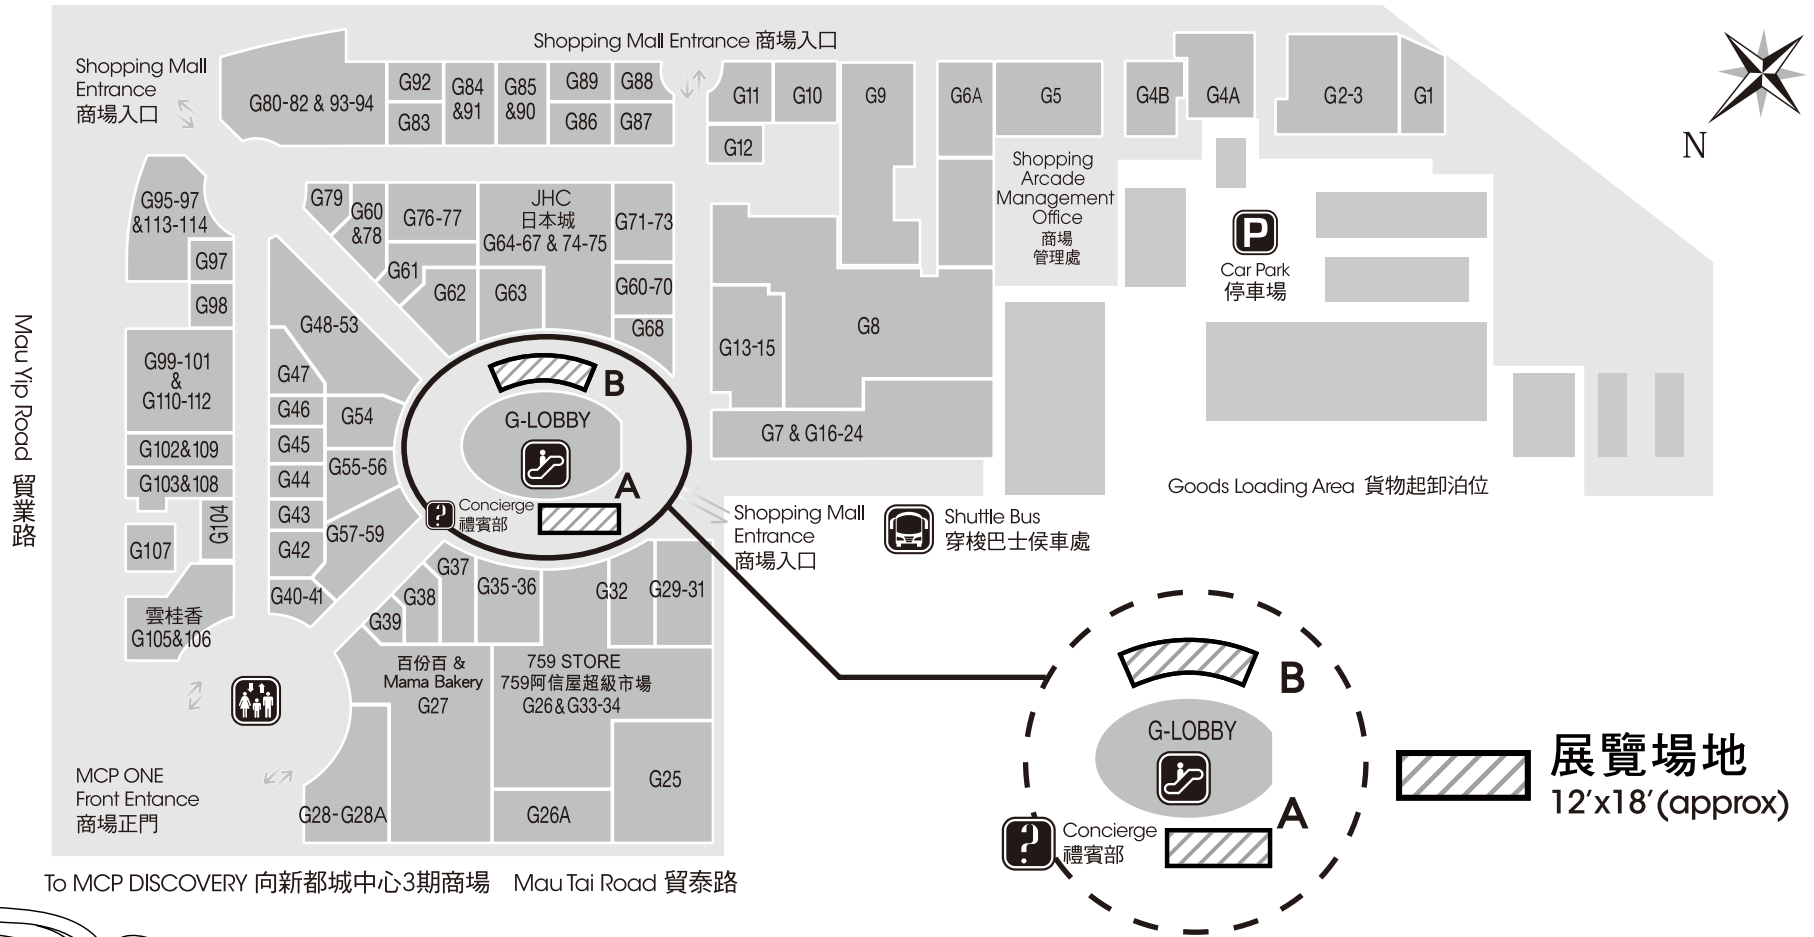 Shopping Mall Entrance 商場入口
Shopping Mall
Entrance
商場入口
G80-82 & 93-94
G92
G83
G84
&91
G85
&90
G89
G86
G88
G87
G11
G10
G12
G9
G6A
G5
G4B
G4A
G2-3
G1
N
Shopping
Arcade
Management
Office
商場
管理處
P
Car Park
停車場
G95-97
&113-114
G97
G98
G79
G60
&78
G76-77
JHC
日本城
G64-67 & 74-75
G71-73
G61
G62
G63
G60-70
G68
G48-53
G13-15
G8
G7 & G16-24
Mau Yip Road 貿業路
G99-101
&
G110-112
G102&109
G103&108
G104
G107
雲桂香
G105&106
G47
G46
G45
G44
G43
G42
G40-41
G54
G55-56
G57-59
B
G-LOBBY
A
?
Concierge
禮賓部
Shopping Mall
Entrance
商場入口
Shuttle Bus
穿梭巴士侯車處
Goods Loading Area 貨物起卸泊位
G39
G38
G37
G35-36
G32
G29-31
百份百 &
Mama Bakery
G27
759 STORE
759阿信屋超級市場
G26&G33-34
G25
G26A
G28-G28A
MCP ONE
Front Entance
商場正門
B
G-LOBBY
A
?
Concierge
禮賓部
展覽場地
12'x18'(approx)
To MCP DISCOVERY 向新都城中心3期商場 Mau Tai Road 貿泰路